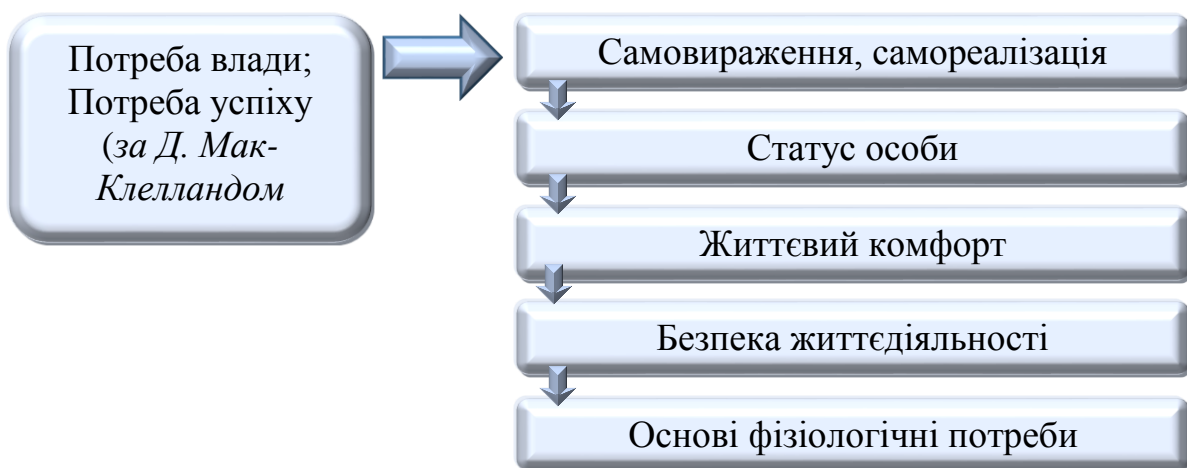 Потреба влади;
Потреба успіху
(за Д. Мак-
Клелландом
Самовираження, самореалізація
Статус особи
Життєвий комфорт
Безпека життєдіяльності
Основі фізіологічні потреби